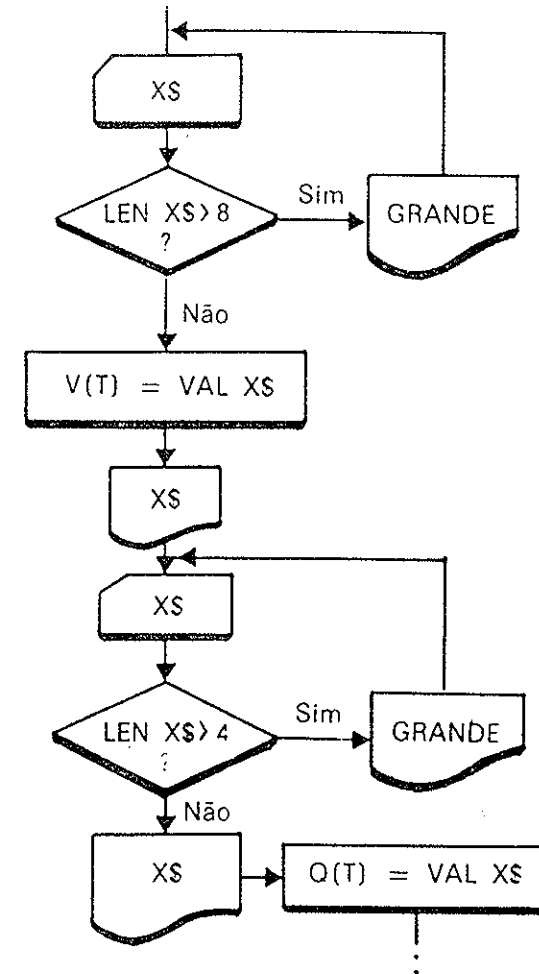 X$
LEN X$>8
?
Sim
GRANDE
Não
V(T) = VAL X$
X$
X$
LEN X$>4
?
Sim
GRANDE
Não
X$
Q(T) = VAL X$